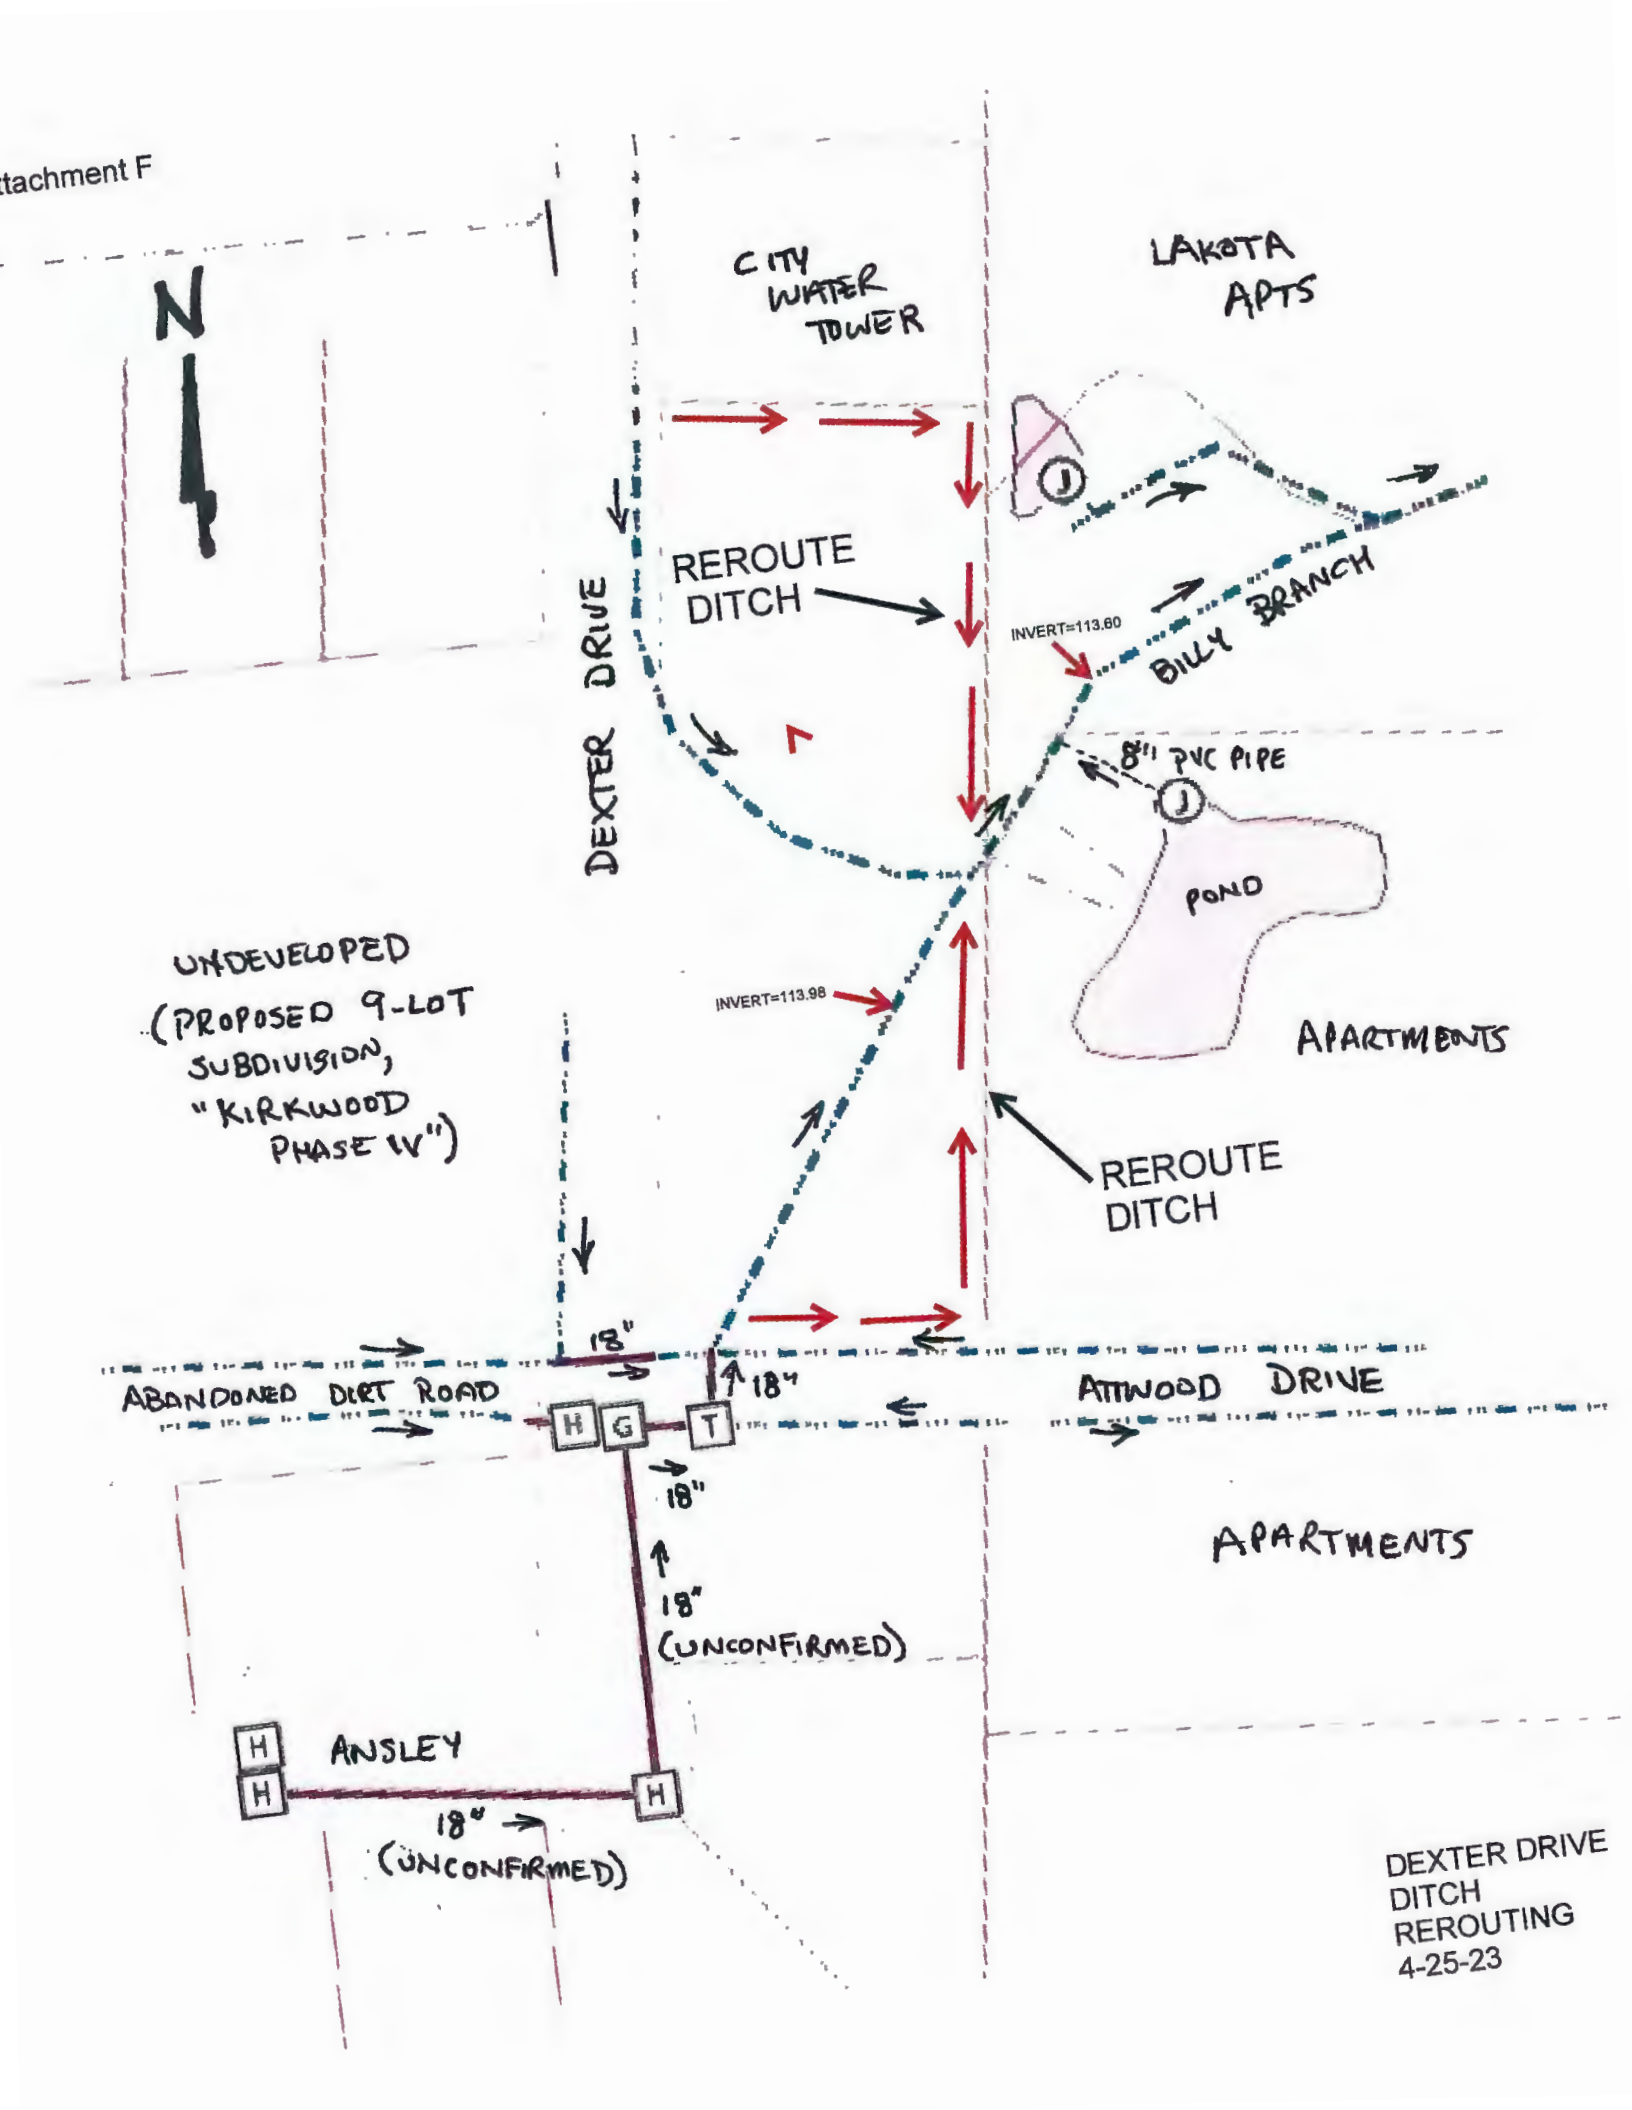 ttachment F
N
CITY
WATER
TOWER
LAKOTA
APTS
J
REROUTE
DITCH
INVERT=113.60
BILLY BRANCH
DEXTER DRIVE
8" PVC PIPE
J
POND
UNDEVELOPED
(PROPOSED 9-LOT
SUBDIVISION,
"KIRKWOOD
PHASE IV")
INVERT=113.98
APARTMENTS
REROUTE
DITCH
18"
ABANDONED DIRT ROAD
18"
ATTWOOD DRIVE
H G T
18"
APARTMENTS
18"
(UNCONFIRMED)
H
ANSLEY
H
H
18"
(UNCONFIRMED)
DEXTER DRIVE
DITCH
REROUTING
4-25-23